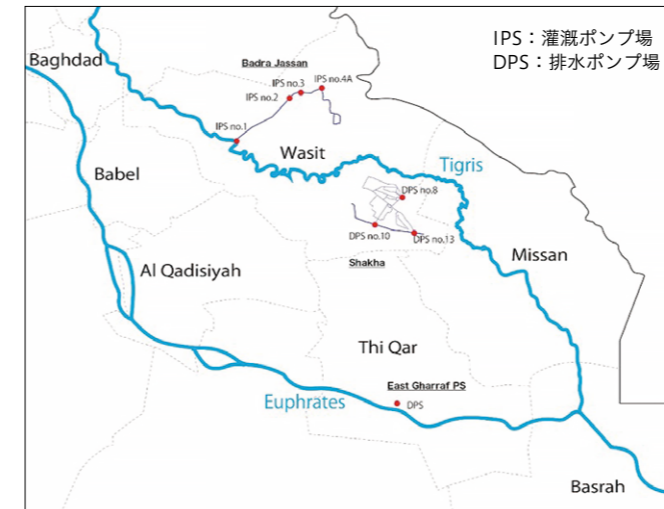 IPS：灌漑ポンプ場
DPS：排水ポンプ場
Baghdad
Badra Jassan
IPS no.3
IPS no.4A
IPS no.2
IPS no.1
Wasit
Babel
Tigris
DPS no.8
DPS no.10
DPS no.13
Missan
Shakha
Al Qadisiyah
Thi Qar
East Gharraf PS
Euphrates
DPS
Basrah